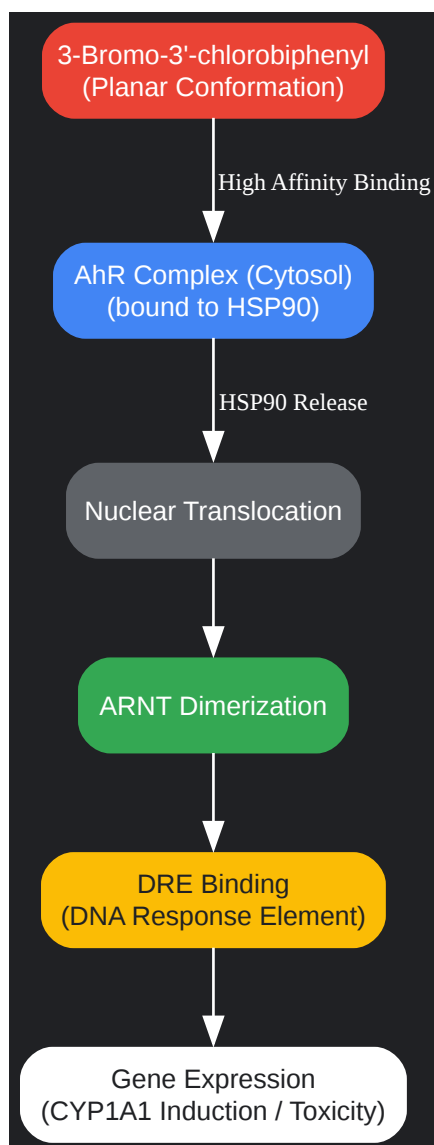 3-Bromo-3'-chlorobiphenyl
(Planar Conformation)
High Affinity Binding
AhR Complex (Cytosol)
(bound to HSP90)
HSP90 Release
Nuclear Translocation
ARNT Dimerization
DRE Binding
(DNA Response Element)
Gene Expression
(CYP1A1 Induction / Toxicity)